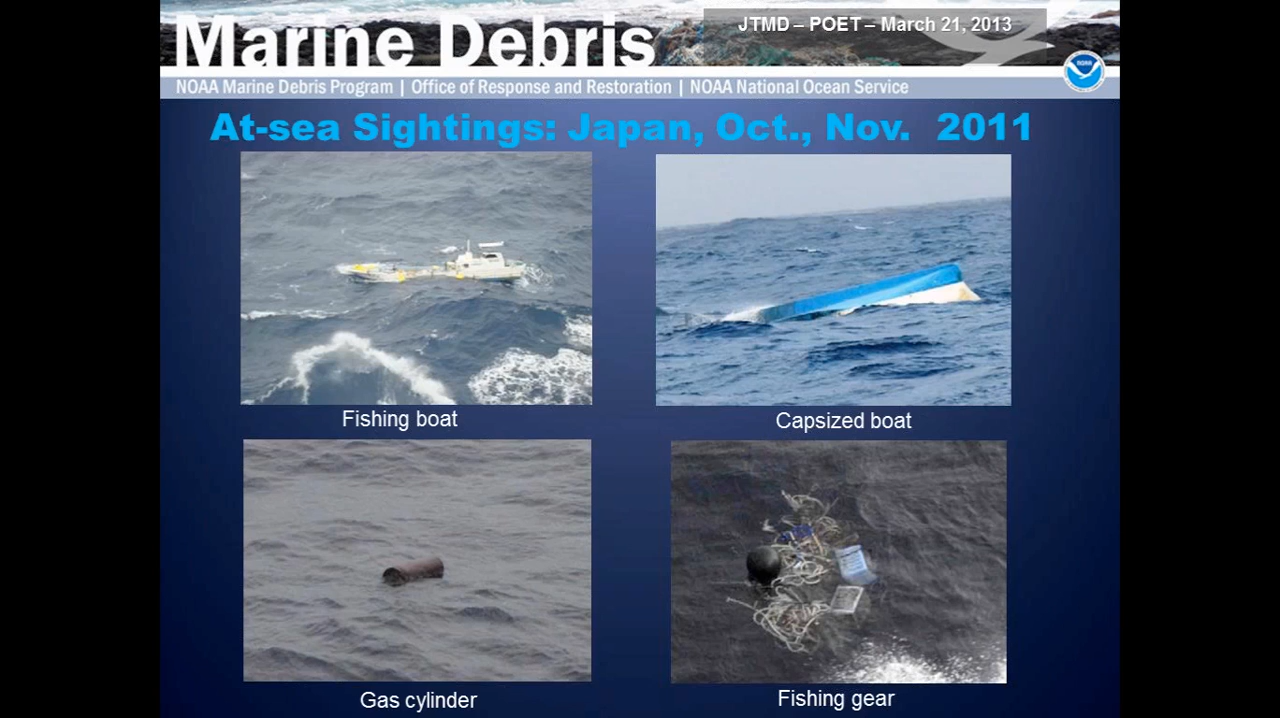 Marine Debris
JTMD – POET – March 21, 2013
NOAA
NOAA Marine Debris Program | Office of Response and Restoration | NOAA National Ocean Service
At-sea Sightings: Japan, Oct., Nov. 2011
Fishing boat
Capsized boat
Gas cylinder
Fishing gear